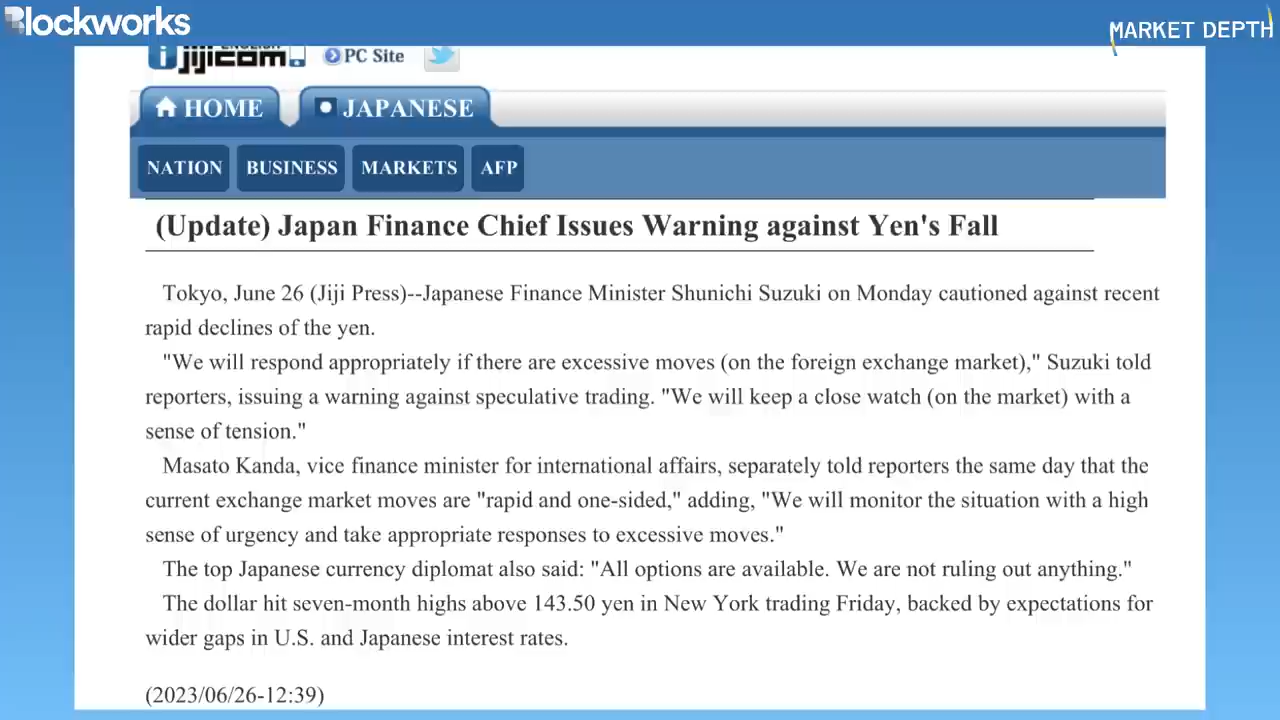 Blockworks
MARKET DEPTH
jiji.com
PC Site
HOME
JAPANESE
NATION
BUSINESS
MARKETS
AFP
(Update) Japan Finance Chief Issues Warning against Yen's Fall
Tokyo, June 26 (Jiji Press)--Japanese Finance Minister Shunichi Suzuki on Monday cautioned against recent
rapid declines of the yen.
"We will respond appropriately if there are excessive moves (on the foreign exchange market)," Suzuki told
reporters, issuing a warning against speculative trading. "We will keep a close watch (on the market) with a
sense of tension."
Masato Kanda, vice finance minister for international affairs, separately told reporters the same day that the
current exchange market moves are "rapid and one-sided," adding, "We will monitor the situation with a high
sense of urgency and take appropriate responses to excessive moves."
The top Japanese currency diplomat also said: "All options are available. We are not ruling out anything."
The dollar hit seven-month highs above 143.50 yen in New York trading Friday, backed by expectations for
wider gaps in U.S. and Japanese interest rates.
(2023/06/26-12:39)